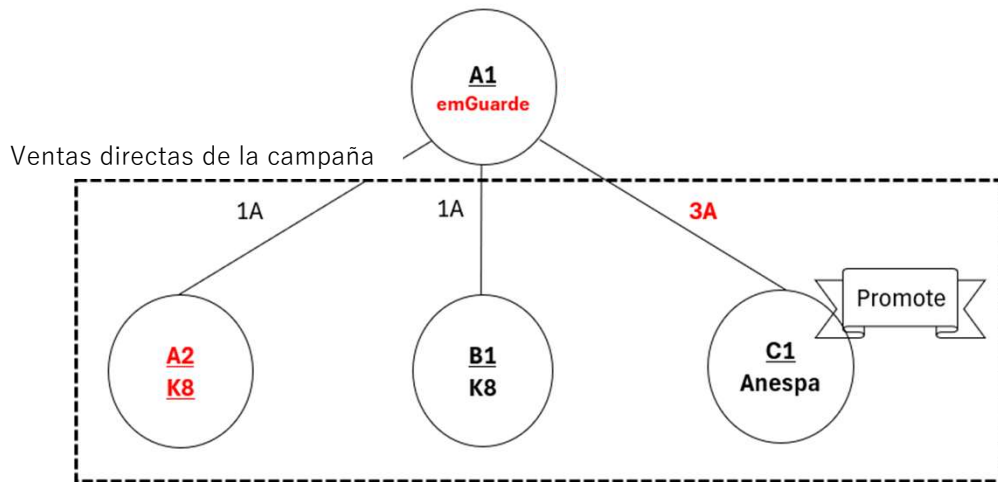 A1
emGuarde
Ventas directas de la campaña
1A
1A
3A
Promote
A2
K8
B1
K8
C1
Anespa